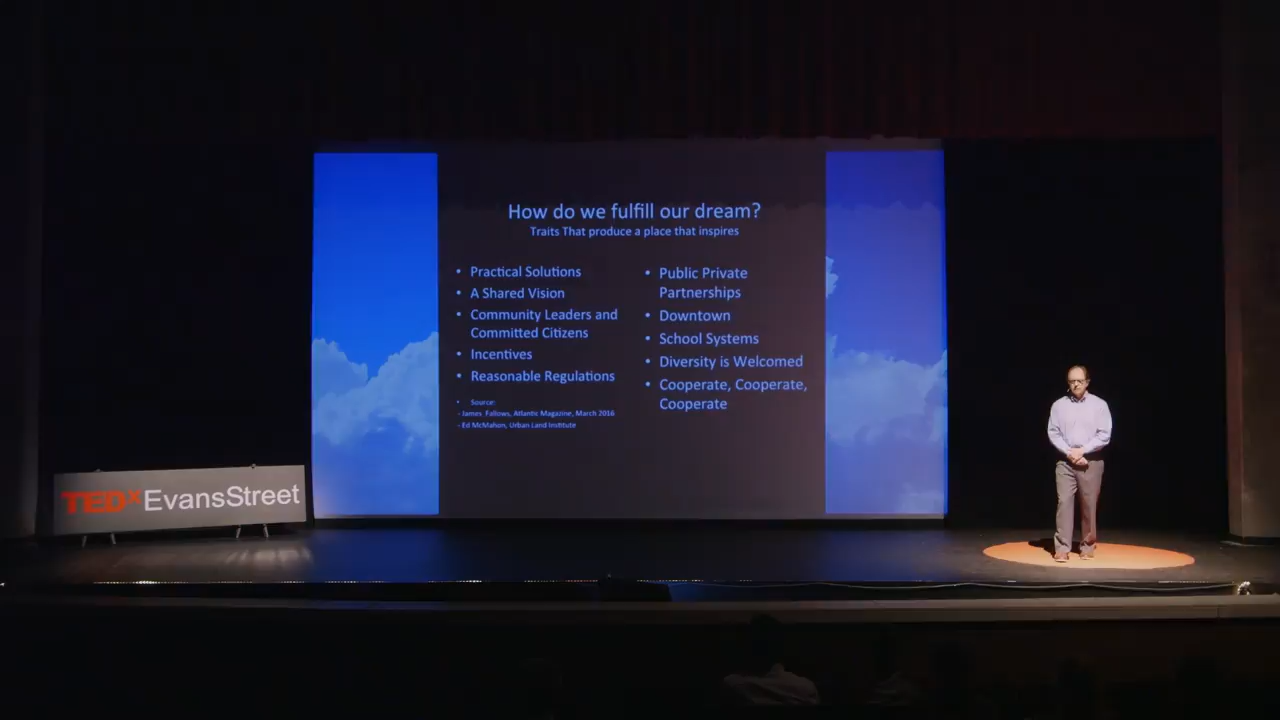 How do we fulfill our dream?
Traits That produce a place that inspires
• Practical Solutions
• A Shared Vision
• Community Leaders and
Committed Citizens
• Incentives
• Reasonable Regulations
• Source:
- James Fallows, Atlantic Magazine, March 2016
- Ed McMahon, Urban Land Institute
• Public Private
Partnerships
• Downtown
• School Systems
• Diversity is Welcomed
• Cooperate, Cooperate,
Cooperate
TEDxEvansStreet